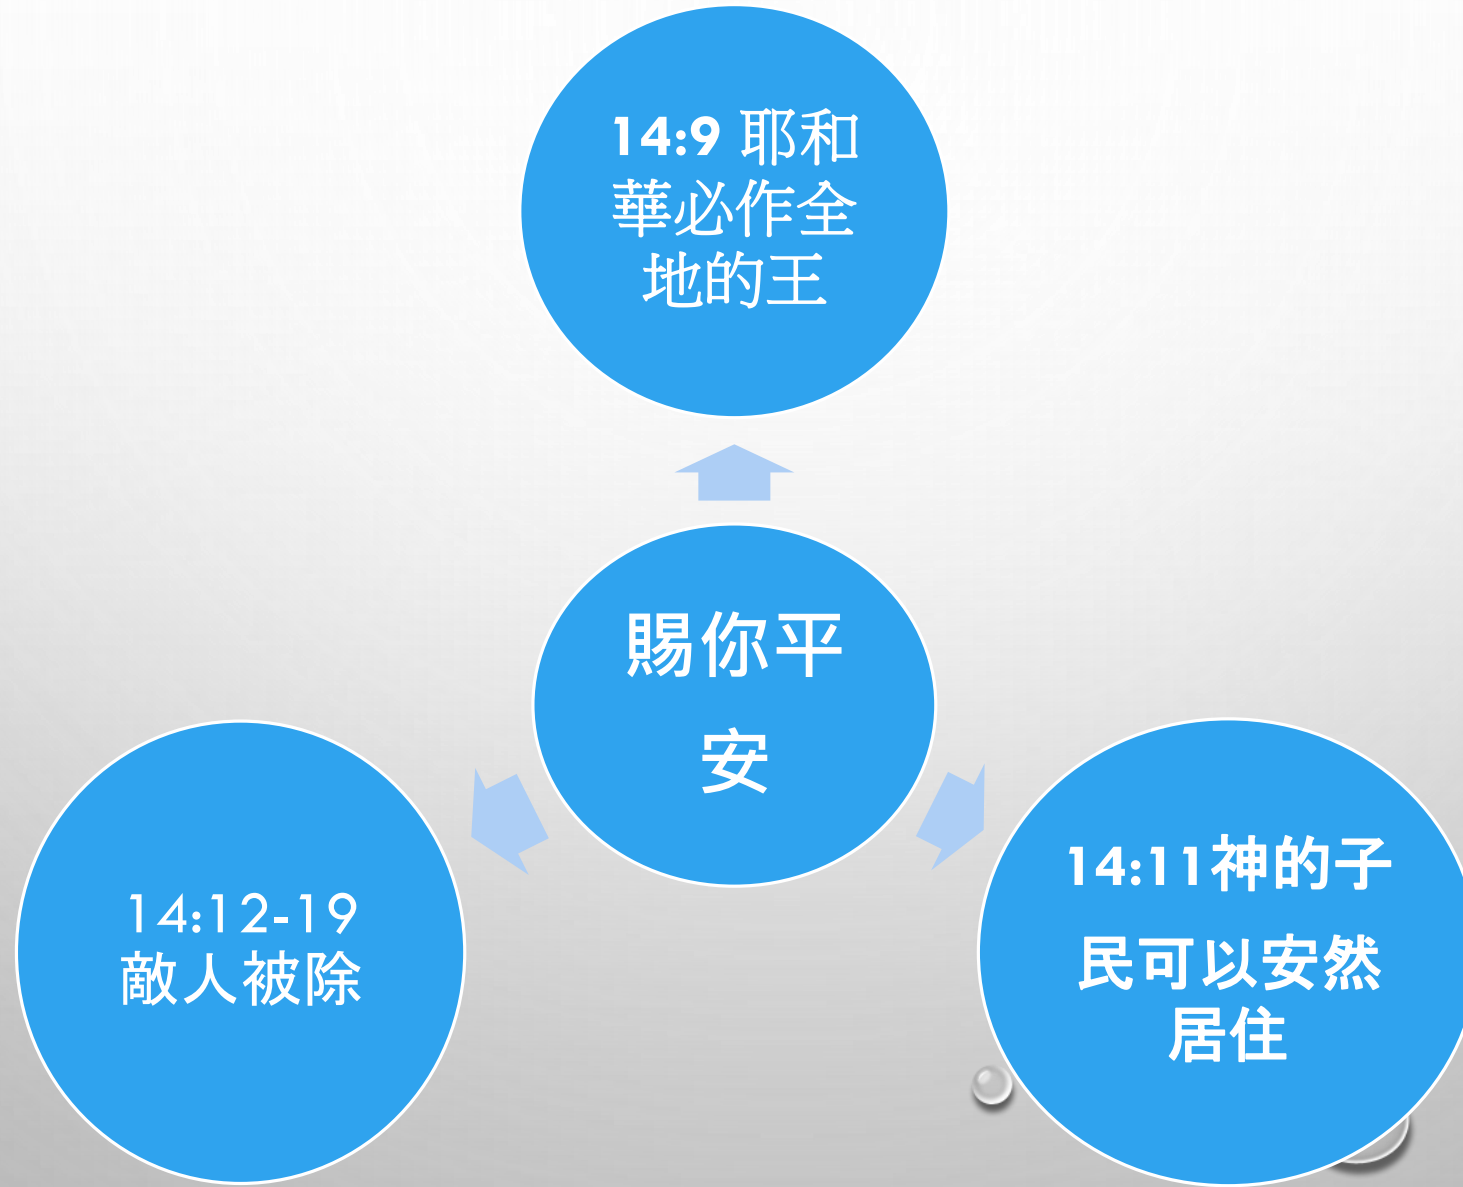 14:9 耶和
華必作全
地的王
賜你平
安
14:12-19
敵人被除
14:11神的子
民可以安然
居住